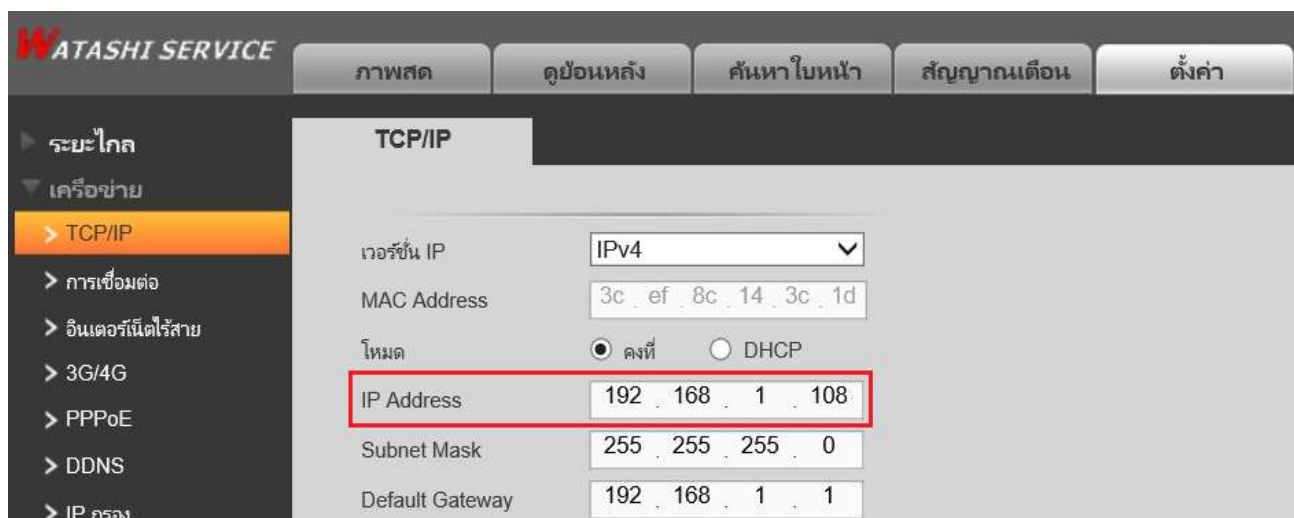 WATASHI SERVICE
ภาพสด ดูย้อนหลัง ค้นหาใบหน้า สัญญาณเตือน ตั้งค่า
ระยะไกล
เครือข่าย
TCP/IP
การเชื่อมต่อ
อินเตอร์เน็ตไร้สาย
3G/4G
PPPoE
DDNS
IP กรอง
TCP/IP
เวอร์ชั่น IP IPv4
MAC Address 3c . ef . 8c . 14 . 3c . 1d
โหมด คงที่ DHCP
IP Address 192 . 168 . 1 . 108
Subnet Mask 255 . 255 . 255 . 0
Default Gateway 192 . 168 . 1 . 1